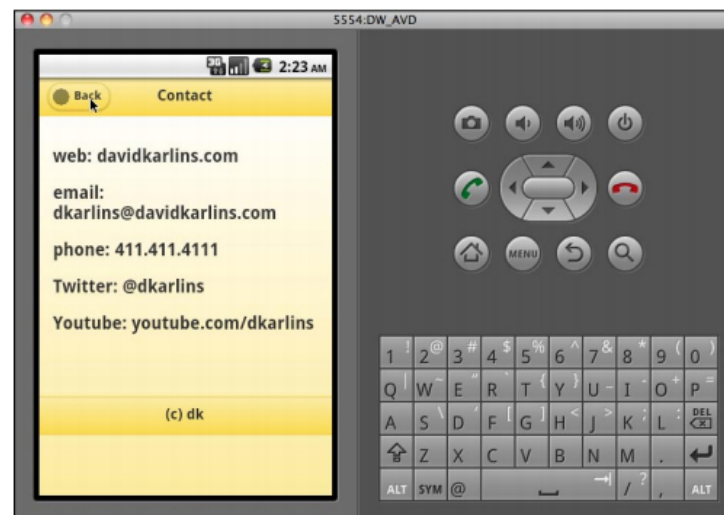 5554:DW_AVD
3G
2:23 AM
Back
Contact
web: davidkarlins.com
email:
dkarlins@davidkarlins.com
phone: 411.411.4111
Twitter: @dkarlins
Youtube: youtube.com/dkarlins
(c) dk
MENU
1 ! 2 @ 3 # 4 $ 5 % 6 ^ 7 & 8 * 9 ( 0 )
Q | W ~ E " R ` T { Y } U _ I - O + P =
A S \ D ' F [ G ] H < J > K ; L : DEL
Z X C V B N M .
ALT SYM @ / ? , ALT